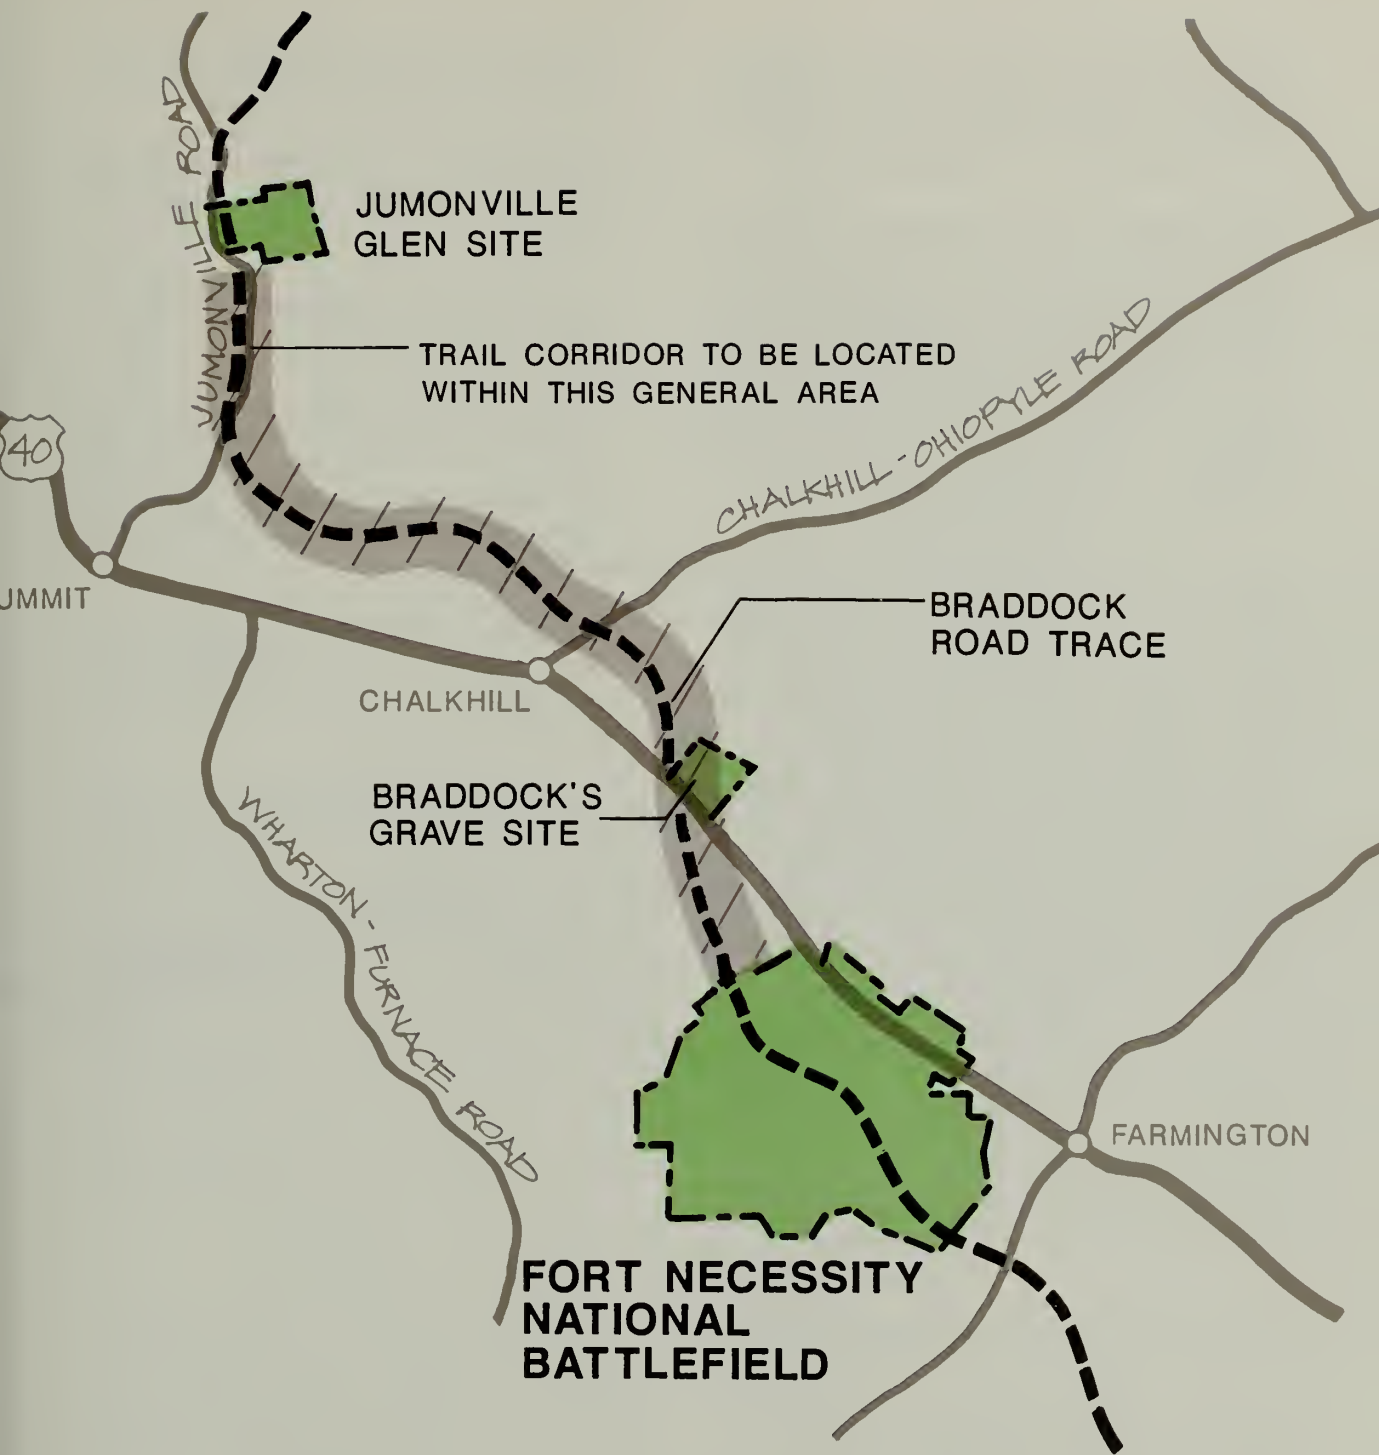 JUMONVILLE ROAD
JUMONVILLE
GLEN SITE
TRAIL CORRIDOR TO BE LOCATED
WITHIN THIS GENERAL AREA
CHALKHILL - OHIOPYLE ROAD
40
UMMIT
BRADDOCK
ROAD TRACE
CHALKHILL
BRADDOCK'S
GRAVE SITE
WHARTON - FURNACE ROAD
FARMINGTON
FORT NECESSITY
NATIONAL
BATTLEFIELD